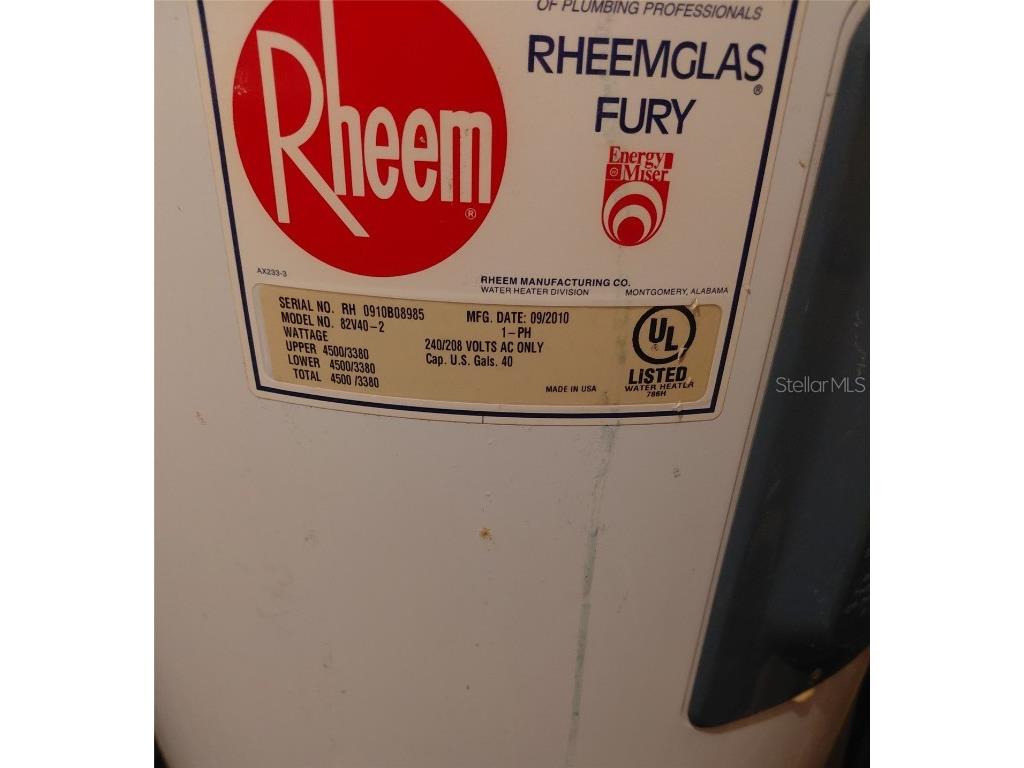 OF PLUMBING PROFESSIONALS
Rheem®
RHEEMGLAS®
FURY
Energy
Miser
AX233-3
RHEEM MANUFACTURING CO.
WATER HEATER DIVISION MONTGOMERY, ALABAMA
SERIAL NO. RH 0910B08985 MFG. DATE: 09/2010
MODEL NO. 82V40-2 1-PH
WATTAGE 240/208 VOLTS AC ONLY
UPPER 4500/3380 Cap. U.S. Gals. 40
LOWER 4500/3380
TOTAL 4500 /3380
MADE IN USA
UL
LISTED
WATER HEATER
786H
StellarMLS